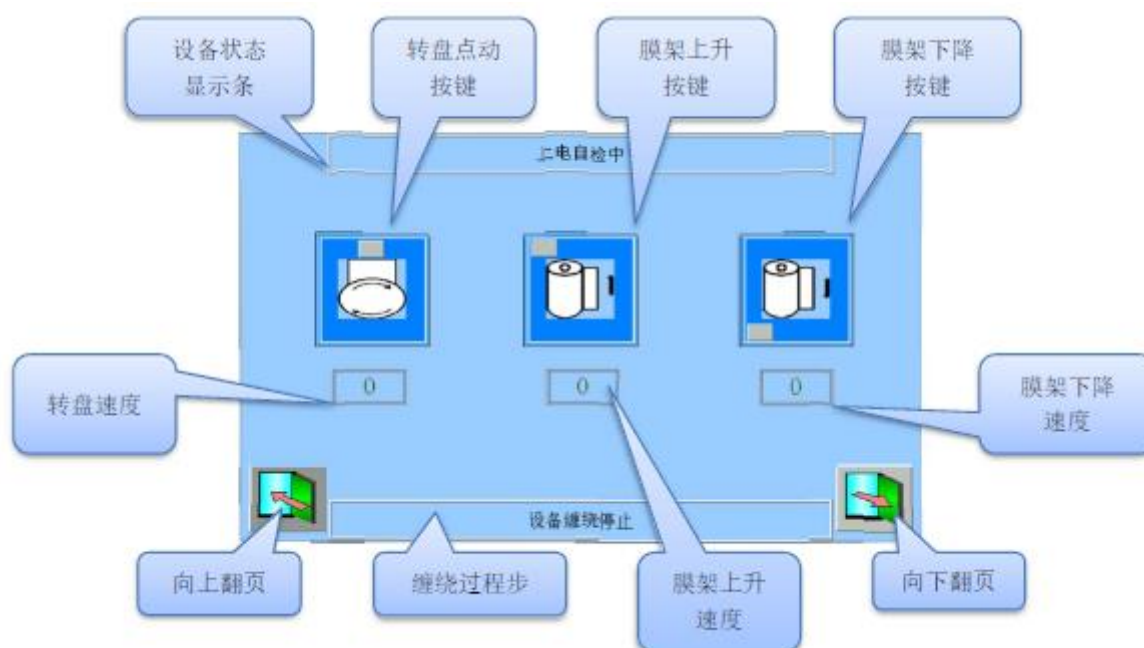 设备状态
显示条
转盘点动
按键
膜架上升
按键
膜架下降
按键
上电自检中
转盘速度
0
0
0
膜架下降
速度
设备缠绕停止
向上翻页
缠绕过程步
膜架上升
速度
向下翻页